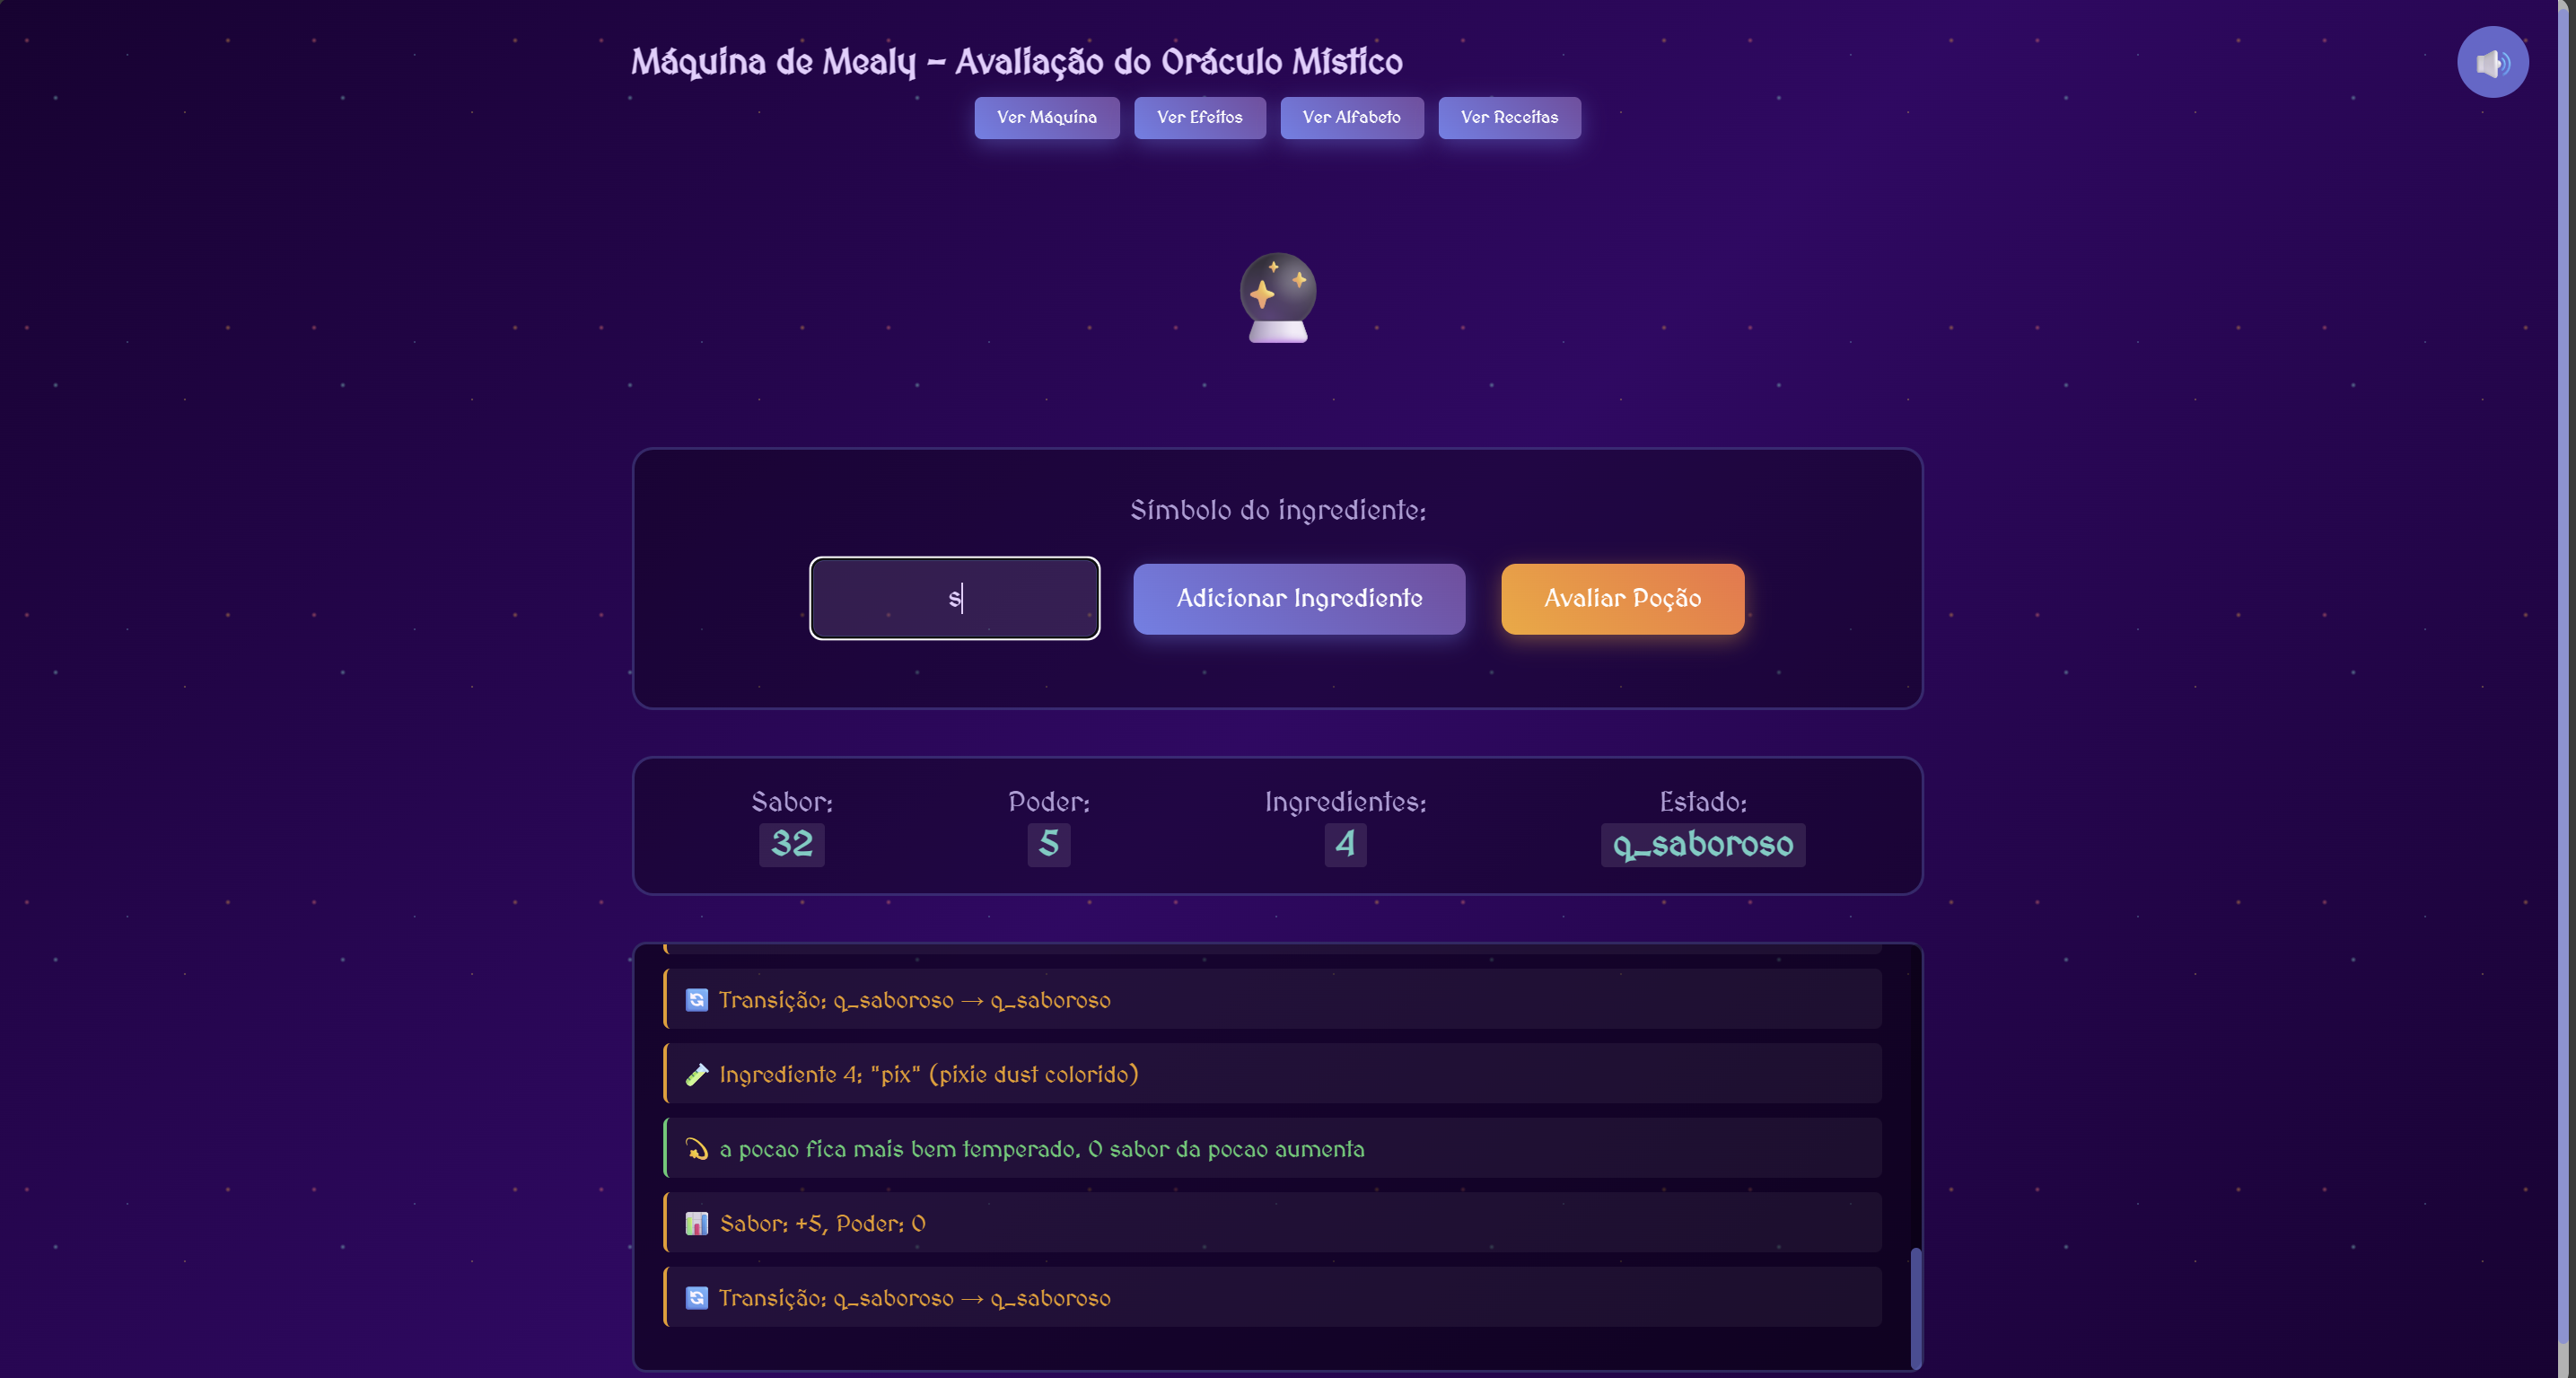 Máquina de Mealy – Avaliação do Oráculo Místico
Ver Máquina Ver Efeitos Ver Alfabeto Ver Receitas
Símbolo do ingrediente:
s Adicionar Ingrediente Avaliar Poção
Sabor: Poder: Ingredientes: Estado:
32 5 4 q_saboroso
Transição: q_saboroso → q_saboroso
Ingrediente 4: "pix" (pixie dust colorido)
a pocao fica mais bem temperado. O sabor da pocao aumenta
Sabor: +5, Poder: 0
Transição: q_saboroso → q_saboroso